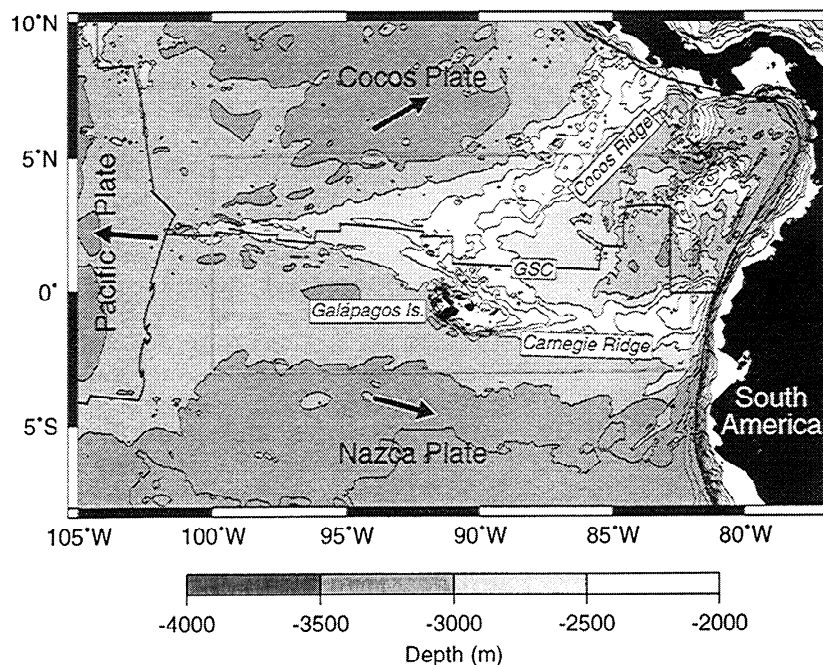 10°N
5°N
0°
5°S
Cocos Plate
Cocos Ridge
Pacific Plate
GSC
Galápagos Is.
Carnegie Ridge
South
America
Nazca Plate
105°W
100°W
95°W
90°W
85°W
80°W
-4000
-3500
-3000
-2500
-2000
Depth (m)